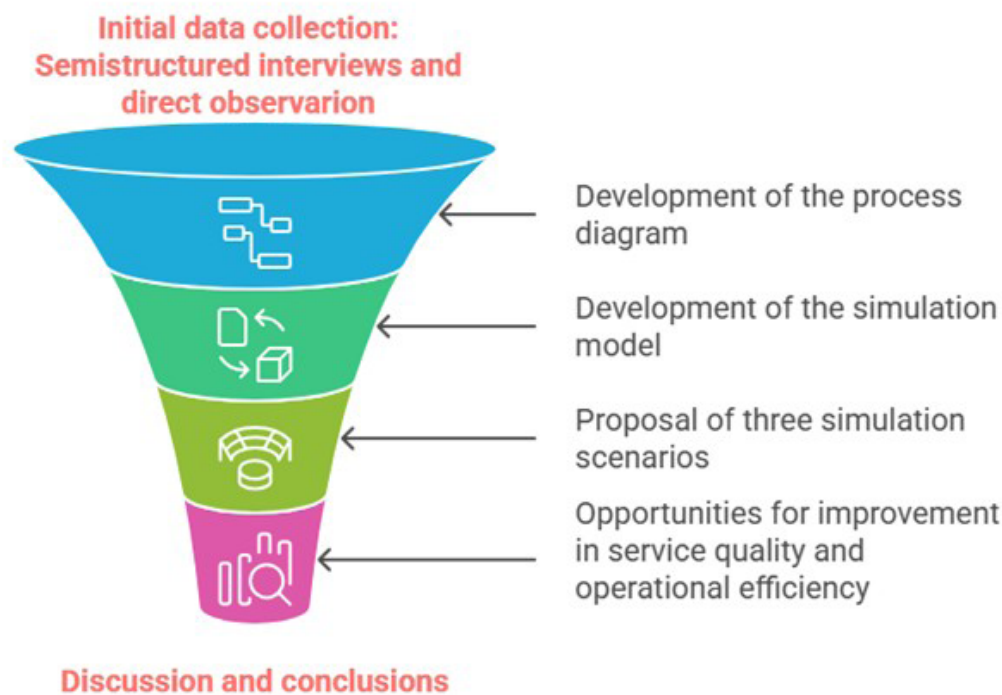 Initial data collection:
Semistructured interviews and
direct observarion
Development of the process
diagram
Development of the simulation
model
Proposal of three simulation
scenarios
Opportunities for improvement
in service quality and
operational efficiency
Discussion and conclusions